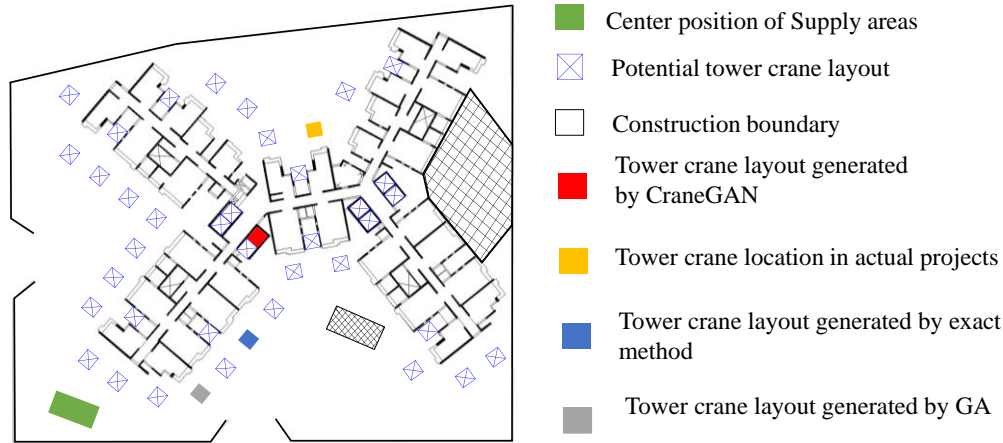 Center position of Supply areas
Potential tower crane layout
Construction boundary
Tower crane layout generated
by CraneGAN
Tower crane location in actual projects
Tower crane layout generated by exact
method
Tower crane layout generated by GA